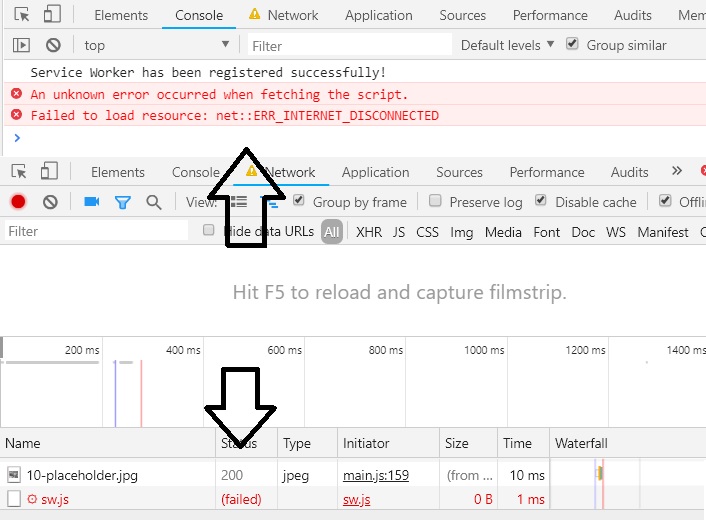 Elements Console Network Application Sources Performance Audits Mem
top Filter Default levels Group similar
Service Worker has been registered successfully!
An unknown error occurred when fetching the script.
Failed to load resource: net::ERR_INTERNET_DISCONNECTED
Elements Console Network Application Sources Performance Audits
View: Group by frame Preserve log Disable cache Offli
Filter Hide data URLs All XHR JS CSS Img Media Font Doc WS Manifest
Hit F5 to reload and capture filmstrip.
200 ms 400 ms 600 ms 800 ms 1000 ms 1200 ms 1400 ms
Name Status Type Initiator Size Time Waterfall
10-placeholder.jpg 200 jpeg main.js:159 (from ... 10 ms
sw.js (failed) sw.js 0 B 1 ms